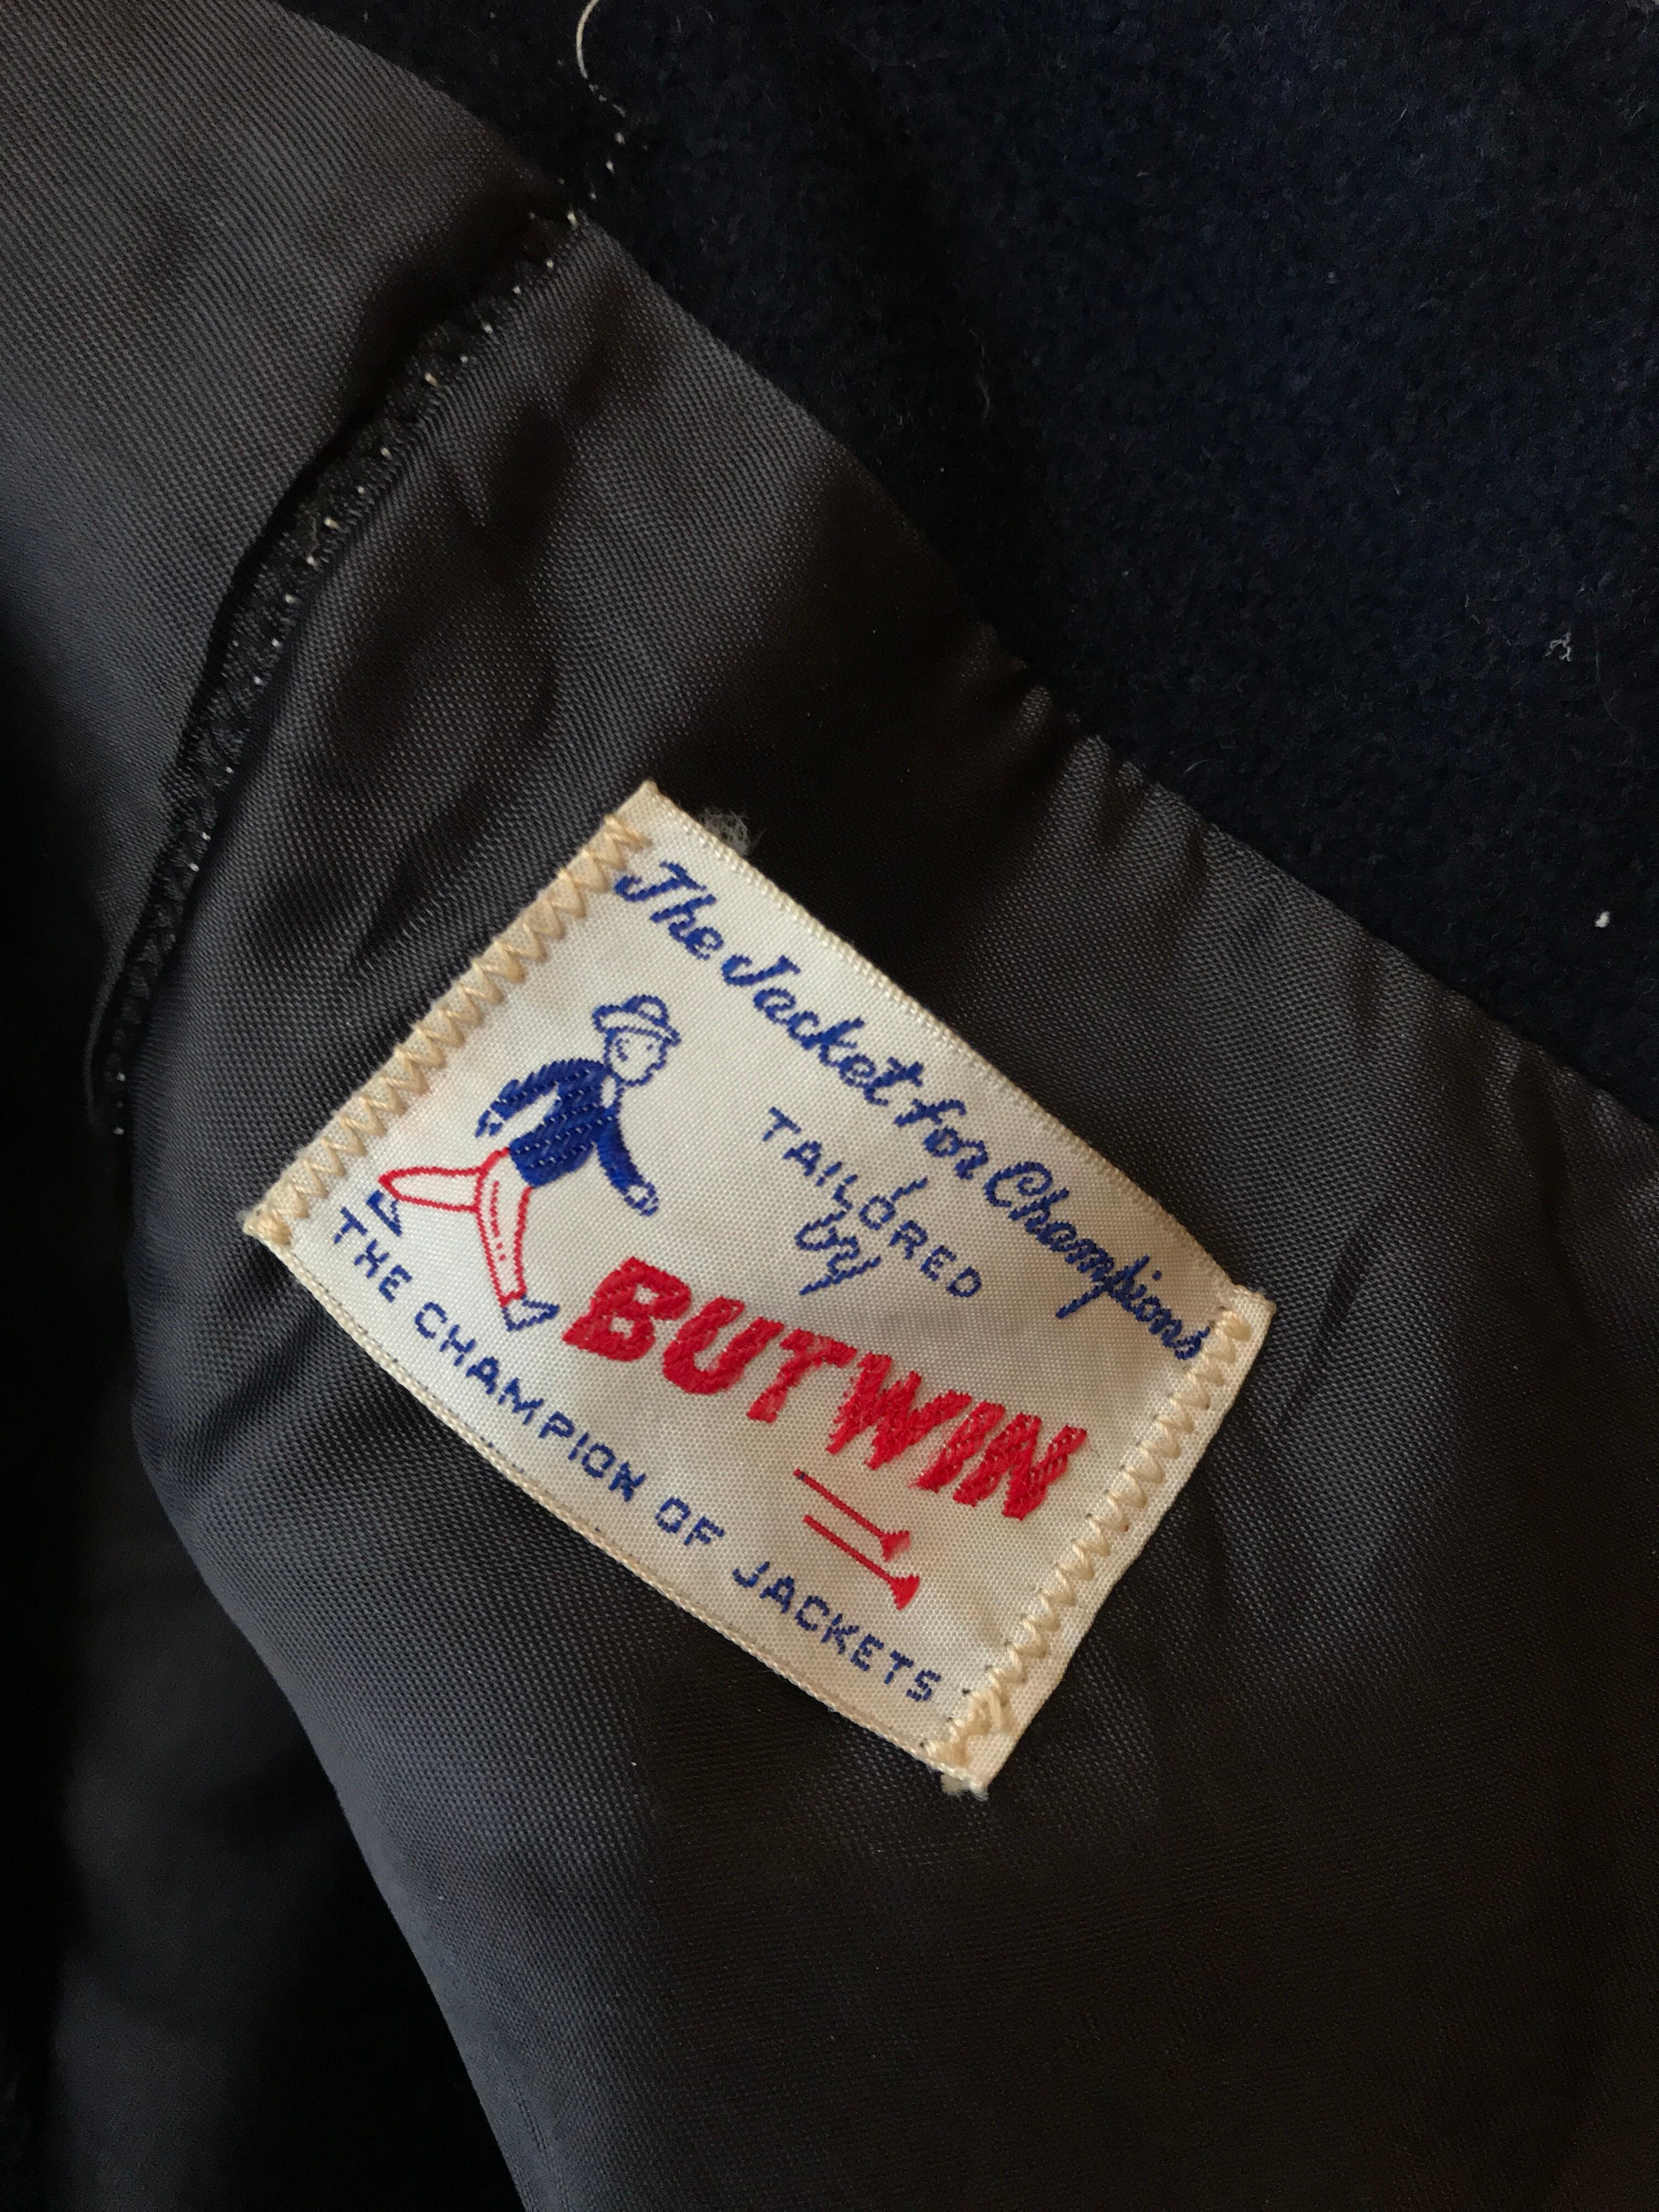 The Jacket for Champions
TAILORED
by
BUTWIN
THE CHAMPION OF JACKETS